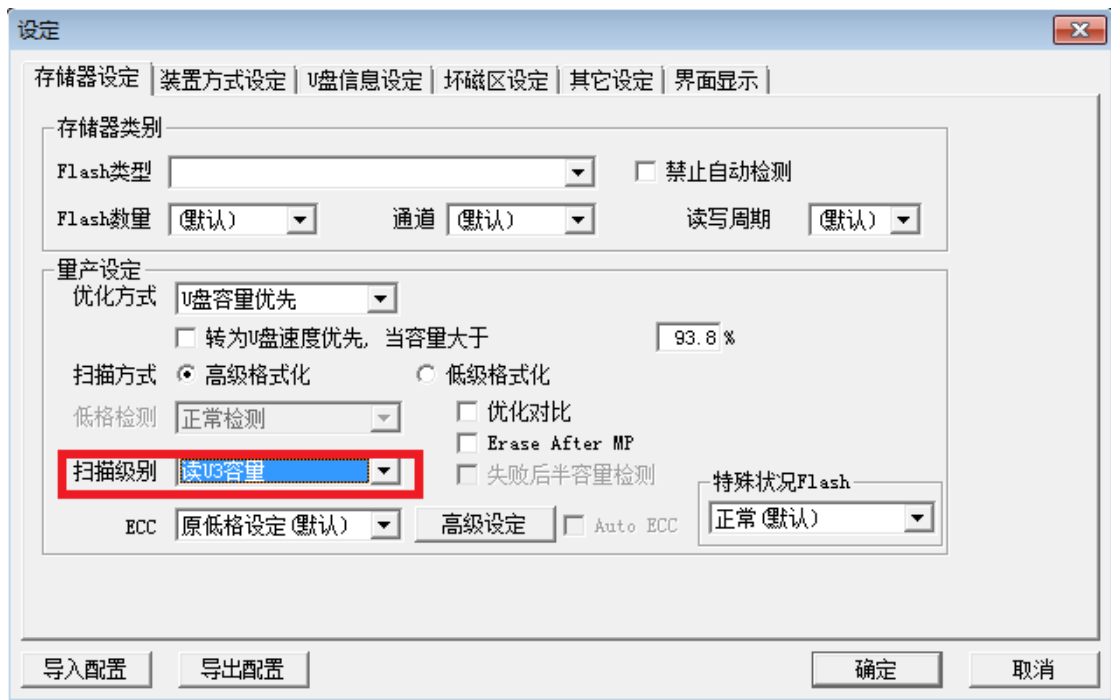 设定
存储器设定 装置方式设定 U盘信息设定 坏磁区设定 其它设定 界面显示
存储器类别
Flash类型 禁止自动检测
Flash数量 (默认) 通道 (默认) 读写周期 (默认)
量产设定
优化方式 U盘容量优先
转为U盘速度优先, 当容量大于 93.8 %
扫描方式 高级格式化 低级格式化
低格检测 正常检测 优化对比
Erase After MP
扫描级别 读U3容量 失败后半容量检测
特殊状况Flash
ECC 原低格设定(默认) 高级设定 Auto ECC 正常(默认)
导入配置 导出配置 确定 取消